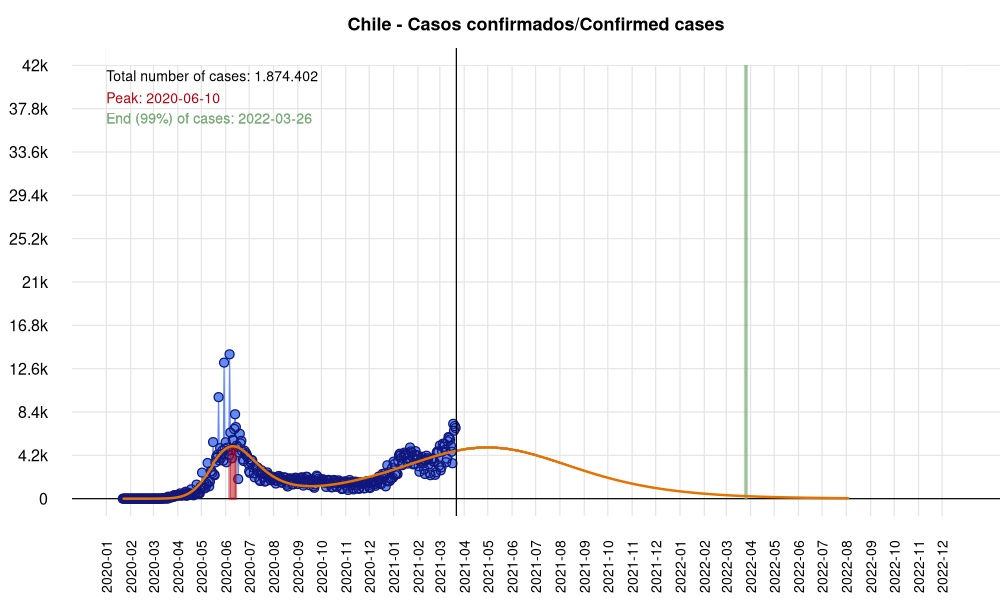 Chile - Casos confirmados/Confirmed cases
Total number of cases: 1.874.402
Peak: 2020-06-10
End (99%) of cases: 2022-03-26
42k
37.8k
33.6k
29.4k
25.2k
21k
16.8k
12.6k
8.4k
4.2k
0
2020-01
2020-02
2020-03
2020-04
2020-05
2020-06
2020-07
2020-08
2020-09
2020-10
2020-11
2020-12
2021-01
2021-02
2021-03
2021-04
2021-05
2021-06
2021-07
2021-08
2021-09
2021-10
2021-11
2021-12
2022-01
2022-02
2022-03
2022-04
2022-05
2022-06
2022-07
2022-08
2022-09
2022-10
2022-11
2022-12